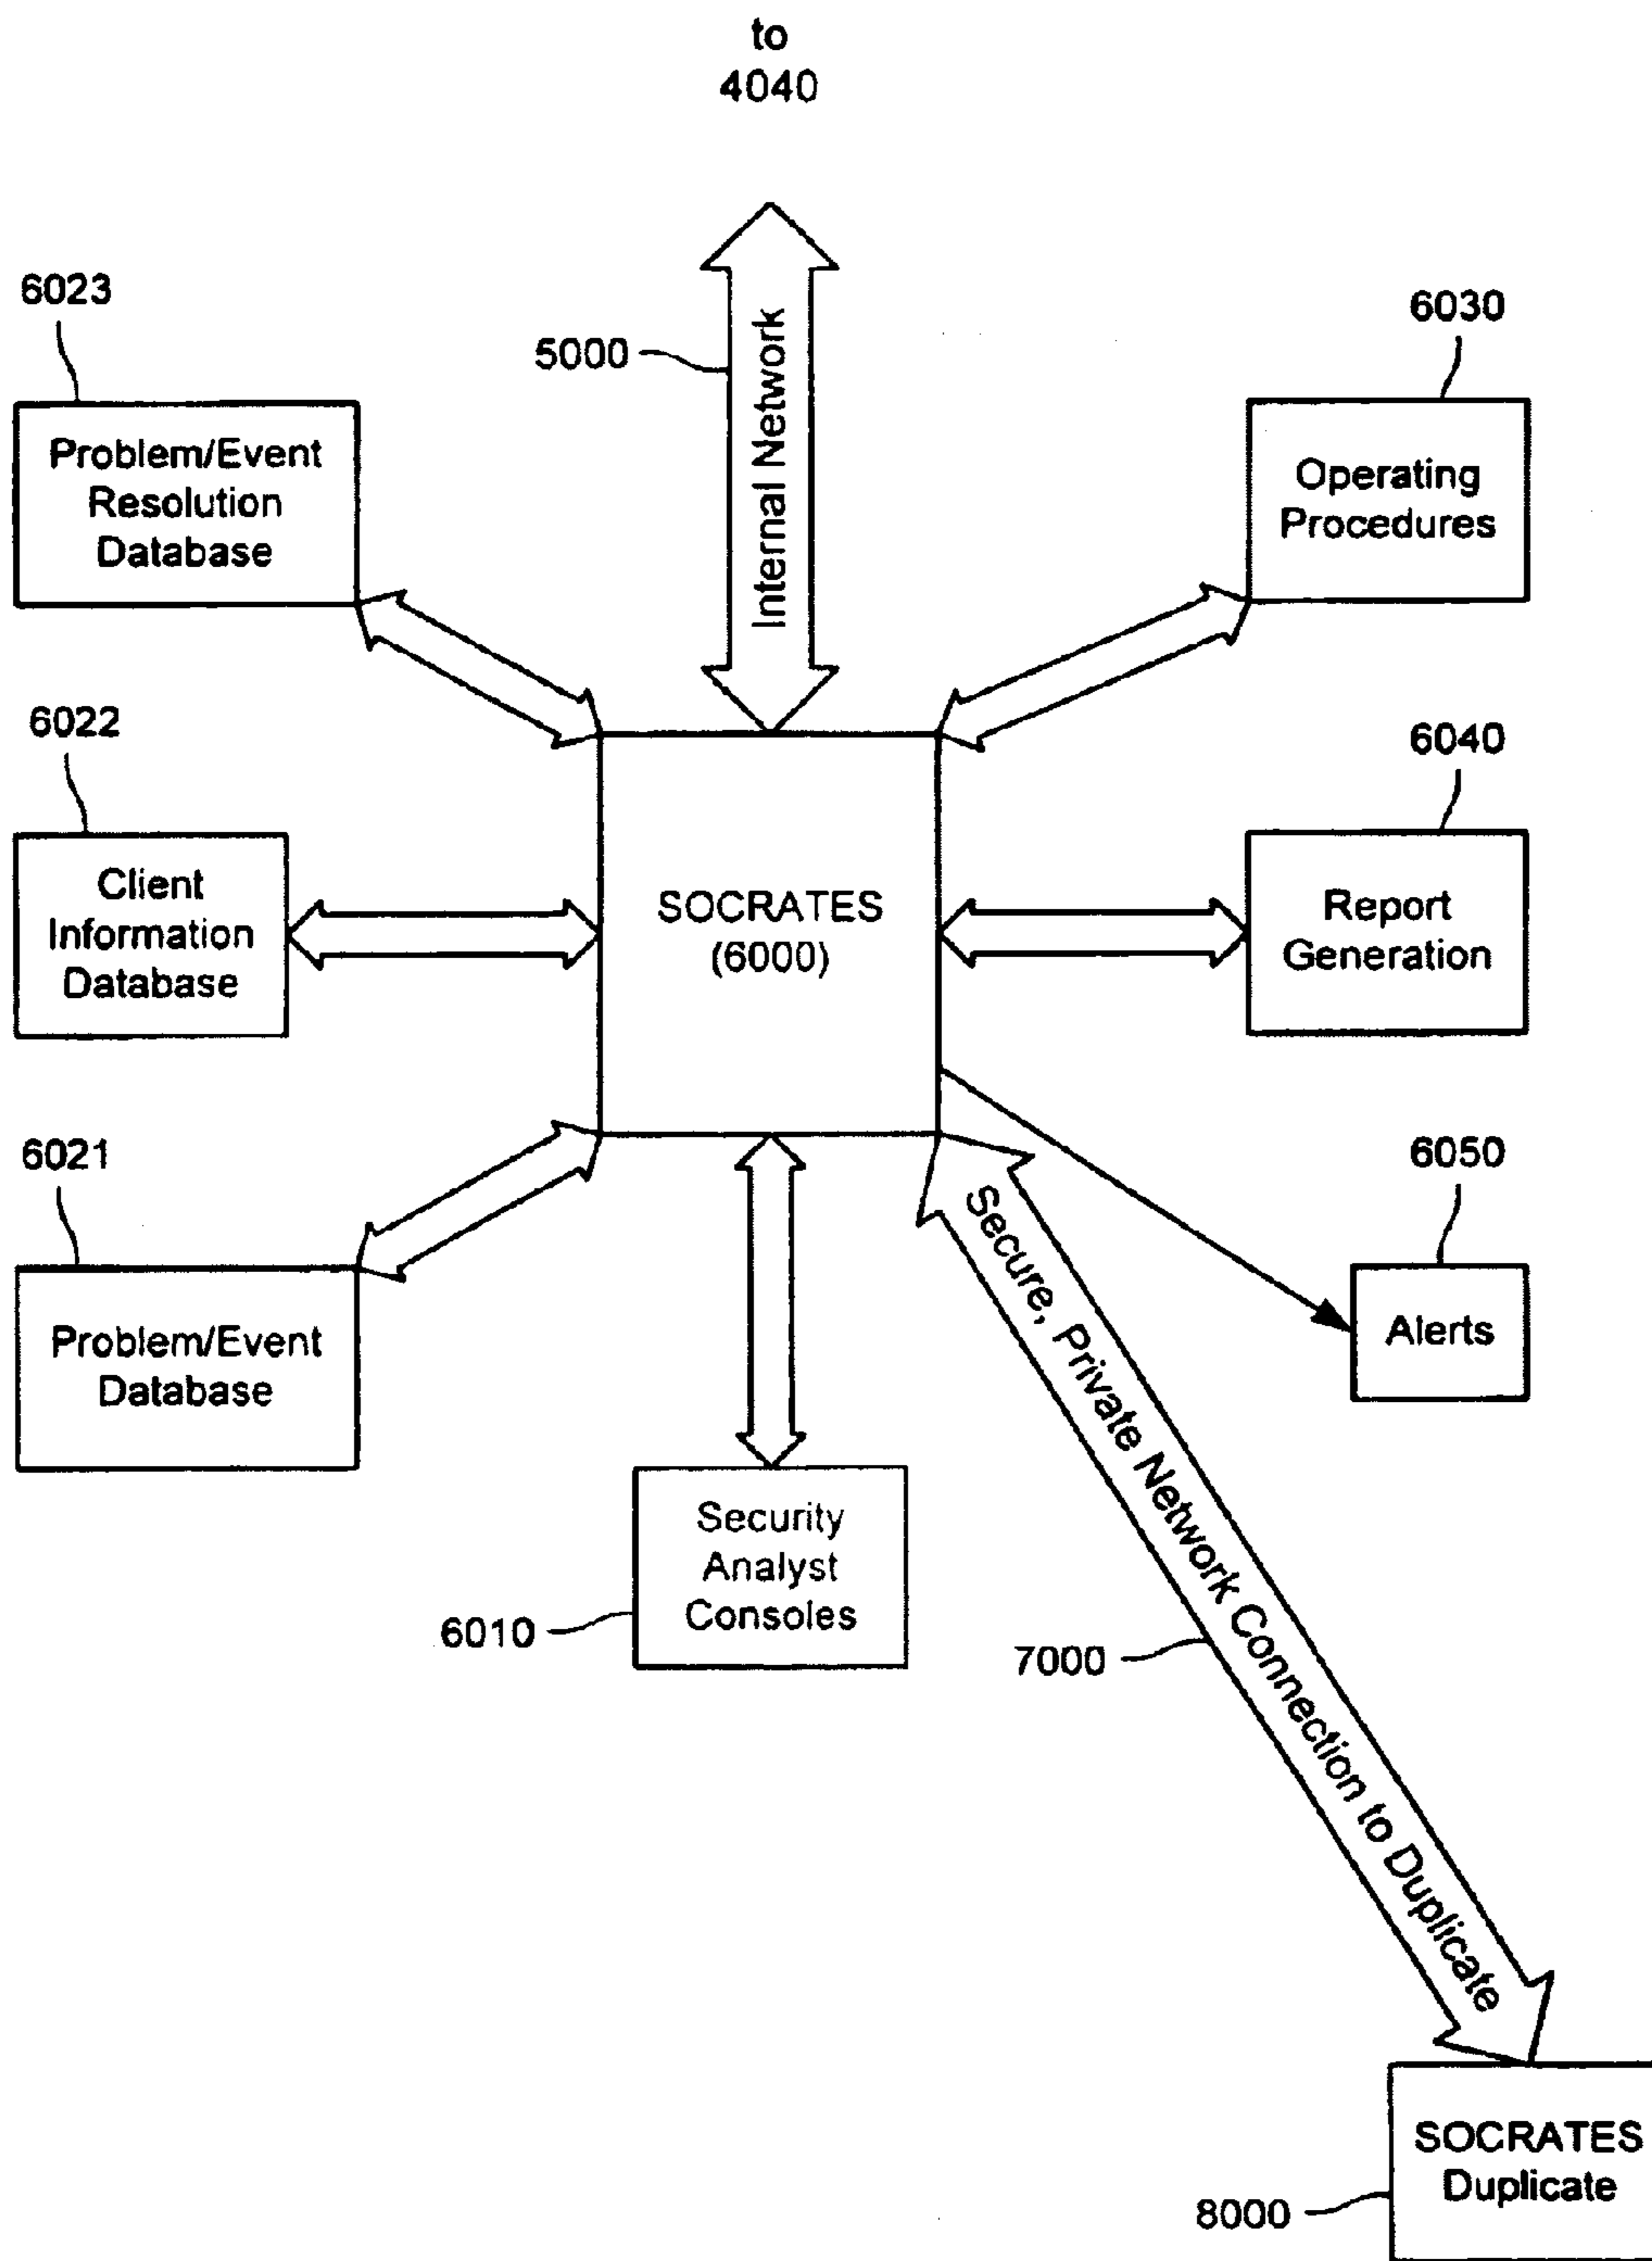 to
4040
6023
5000
Internal Network
6030
Problem/Event
Resolution
Database
Operating
Procedures
6022
6040
Client
Information
Database
SOCRATES
(6000)
Report
Generation
6021
6050
Problem/Event
Database
Alerts
Secure, Private Network Connection to Duplicate
Security
Analyst
Consoles
6010
7000
SOCRATES
Duplicate
8000